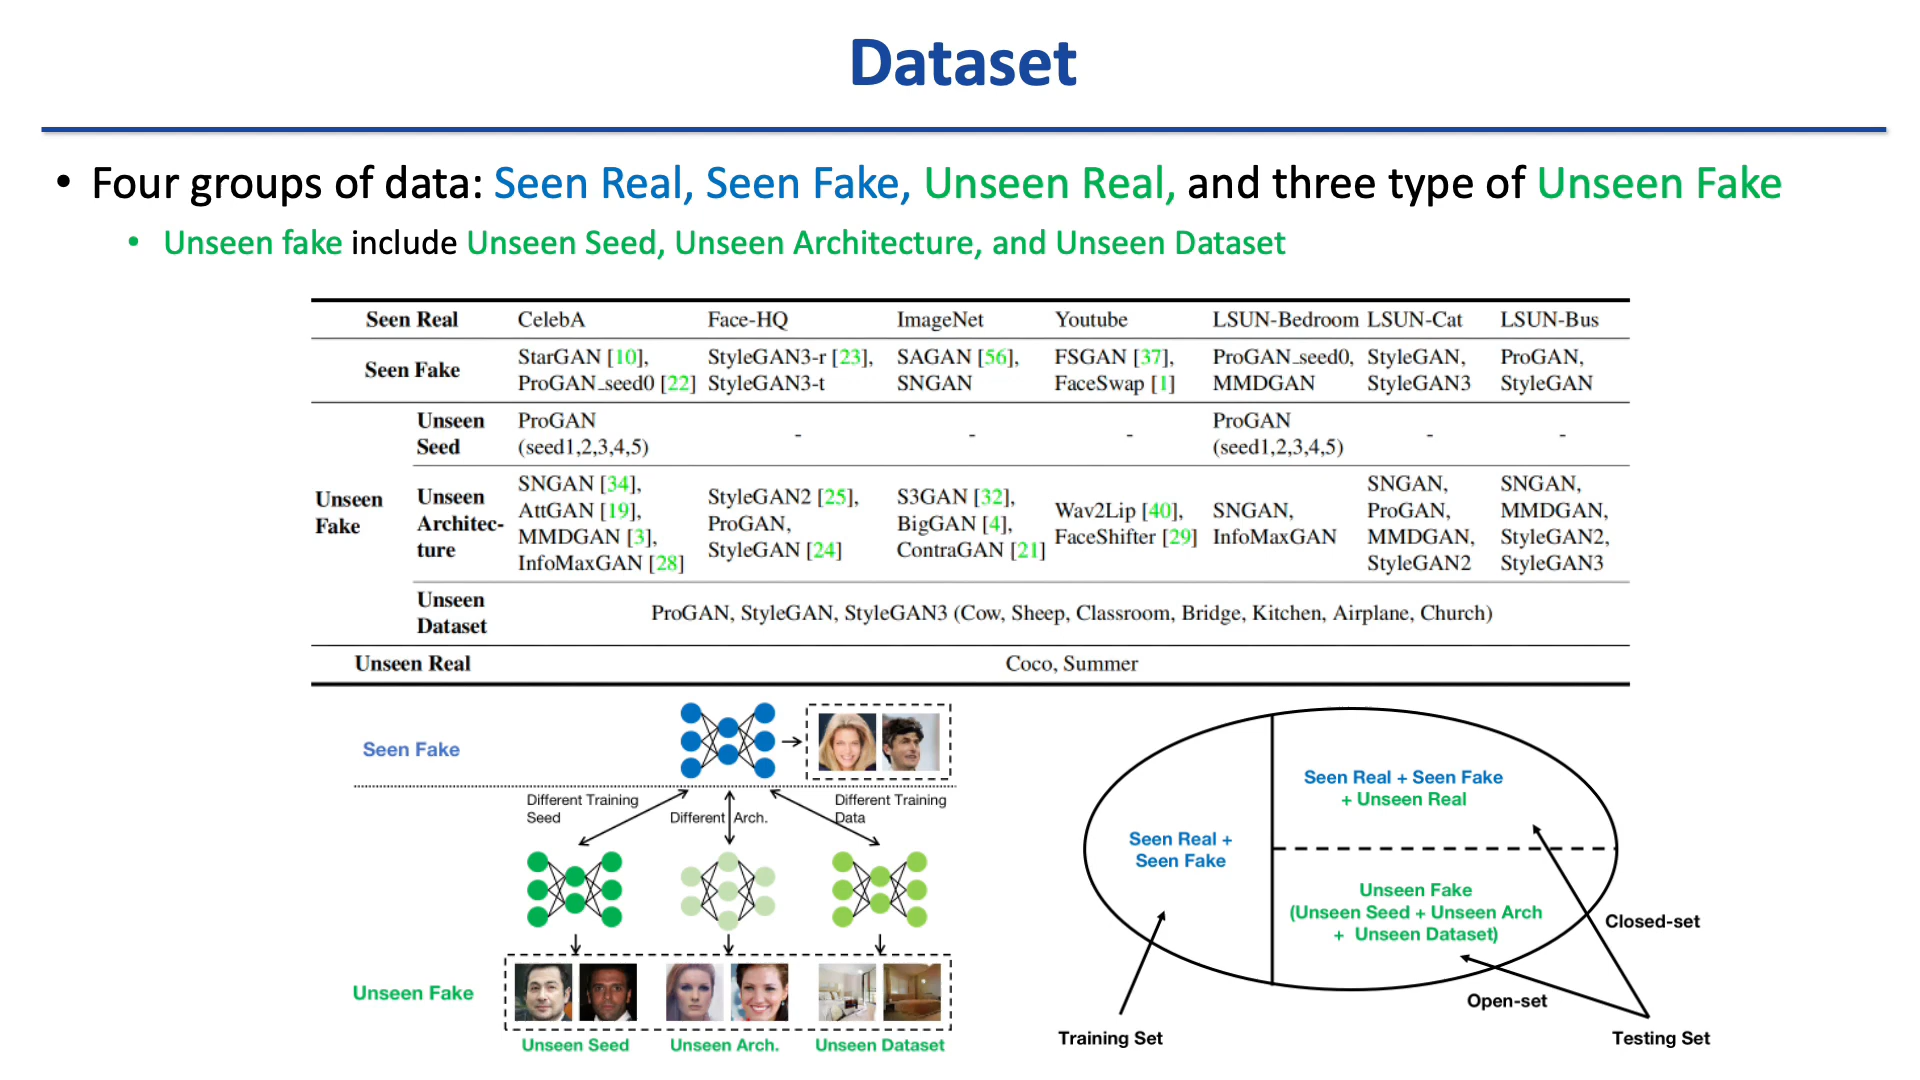 Dataset
• Four groups of data: Seen Real, Seen Fake, Unseen Real, and three type of Unseen Fake
• Unseen fake include Unseen Seed, Unseen Architecture, and Unseen Dataset
Seen Real CelebA Face-HQ ImageNet Youtube LSUN-Bedroom LSUN-Cat LSUN-Bus
Seen Fake
StarGAN [10], StyleGAN3-r [23], SAGAN [56], FSGAN [37], ProGAN_seed0, StyleGAN, ProGAN,
ProGAN_seed0 [22] StyleGAN3-t SNGAN FaceSwap [1] MMDGAN StyleGAN3 StyleGAN
Unseen Fake
Unseen Seed
ProGAN - - - ProGAN - -
(seed1,2,3,4,5) (seed1,2,3,4,5)
Unseen
Architec-
ture
SNGAN [34],
AttGAN [19],
MMDGAN [3],
InfoMaxGAN [28]
StyleGAN2 [25],
ProGAN,
StyleGAN [24]
S3GAN [32],
BigGAN [4],
ContraGAN [21]
Wav2Lip [40],
FaceShifter [29]
SNGAN,
InfoMaxGAN
SNGAN,
ProGAN,
MMDGAN,
StyleGAN2
SNGAN,
MMDGAN,
StyleGAN2,
StyleGAN3
Unseen
Dataset
ProGAN, StyleGAN, StyleGAN3 (Cow, Sheep, Classroom, Bridge, Kitchen, Airplane, Church)
Unseen Real Coco, Summer
Seen Fake
Different Training
Seed
Different Arch.
Different Training
Data
Unseen Fake
Unseen Seed Unseen Arch. Unseen Dataset
Seen Real +
Seen Fake
Seen Real + Seen Fake
+ Unseen Real
Unseen Fake
(Unseen Seed + Unseen Arch
+ Unseen Dataset)
Closed-set
Open-set
Training Set
Testing Set